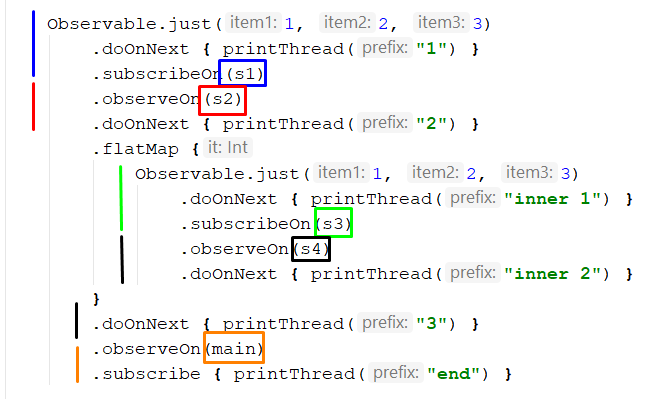 Observable.just( item1: 1, item2: 2, item3: 3)
.doOnNext { printThread( prefix: "1") }
.subscribeOn(s1)
.observeOn(s2)
.doOnNext { printThread( prefix: "2") }
.flatMap { it: Int
Observable.just( item1: 1, item2: 2, item3: 3)
.doOnNext { printThread( prefix: "inner 1") }
.subscribeOn(s3)
.observeOn(s4)
.doOnNext { printThread( prefix: "inner 2") }
}
.doOnNext { printThread( prefix: "3") }
.observeOn(main)
.subscribe { printThread( prefix: "end") }